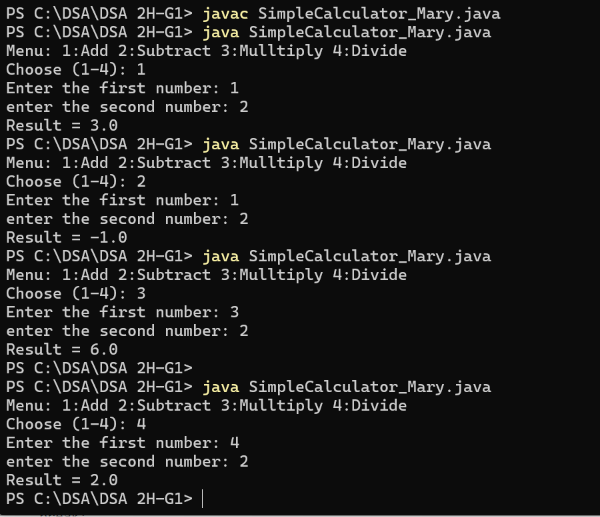 PS C:\DSA\DSA 2H-G1> javac SimpleCalculator_Mary.java
PS C:\DSA\DSA 2H-G1> java SimpleCalculator_Mary.java
Menu: 1:Add 2:Subtract 3:Mulltiply 4:Divide
Choose (1-4): 1
Enter the first number: 1
enter the second number: 2
Result = 3.0
PS C:\DSA\DSA 2H-G1> java SimpleCalculator_Mary.java
Menu: 1:Add 2:Subtract 3:Mulltiply 4:Divide
Choose (1-4): 2
Enter the first number: 1
enter the second number: 2
Result = -1.0
PS C:\DSA\DSA 2H-G1> java SimpleCalculator_Mary.java
Menu: 1:Add 2:Subtract 3:Mulltiply 4:Divide
Choose (1-4): 3
Enter the first number: 3
enter the second number: 2
Result = 6.0
PS C:\DSA\DSA 2H-G1>
PS C:\DSA\DSA 2H-G1> java SimpleCalculator_Mary.java
Menu: 1:Add 2:Subtract 3:Mulltiply 4:Divide
Choose (1-4): 4
Enter the first number: 4
enter the second number: 2
Result = 2.0
PS C:\DSA\DSA 2H-G1>